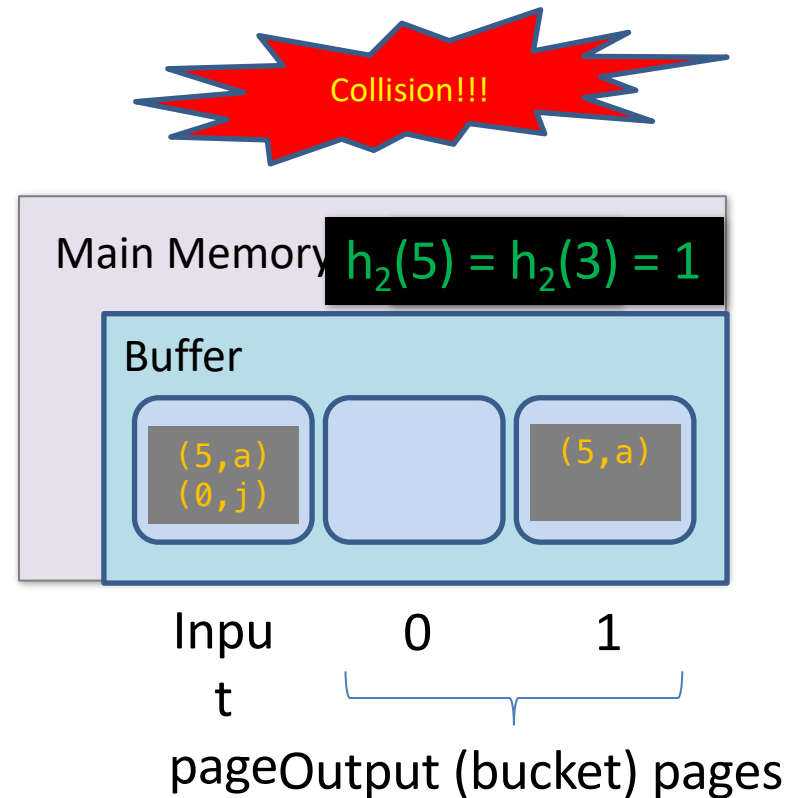 Collision!!!
Main Memory
h₂(5) = h₂(3) = 1
Buffer
(5,a)
(0,j)
(5,a)
Inpu
t
page
0
1
Output (bucket) pages